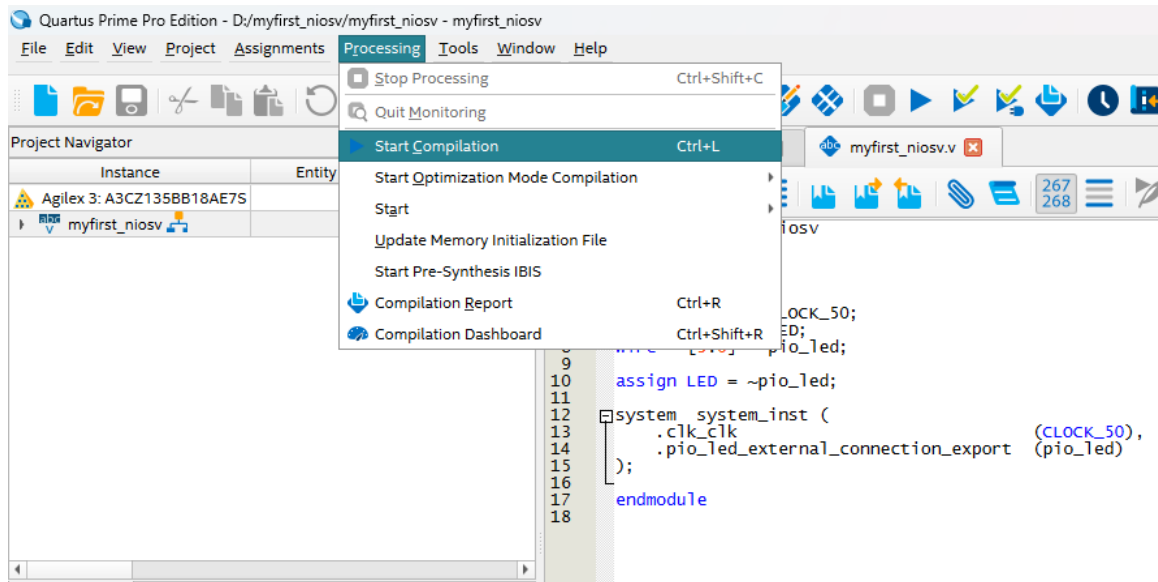 Quartus Prime Pro Edition - D:/myfirst_niosv/myfirst_niosv - myfirst_niosv
File Edit View Project Assignments Processing Tools Window Help
Stop Processing Ctrl+Shift+C
Quit Monitoring
Start Compilation Ctrl+L
Start Optimization Mode Compilation
Start
Update Memory Initialization File
Start Pre-Synthesis IBIS
Compilation Report Ctrl+R
Compilation Dashboard Ctrl+Shift+R
Project Navigator
Instance Entity
Agilex 3: A3CZ135BB18AE7S
abc
V myfirst_niosv
abc myfirst_niosv.v
267
268
iosv
LOCK_50;
ED;
pio_led;
9
10 assign LED = ~pio_led;
11
12 system system_inst (
13 .clk_clk (CLOCK_50),
14 .pio_led_external_connection_export (pio_led)
15 );
16
17 endmodule
18